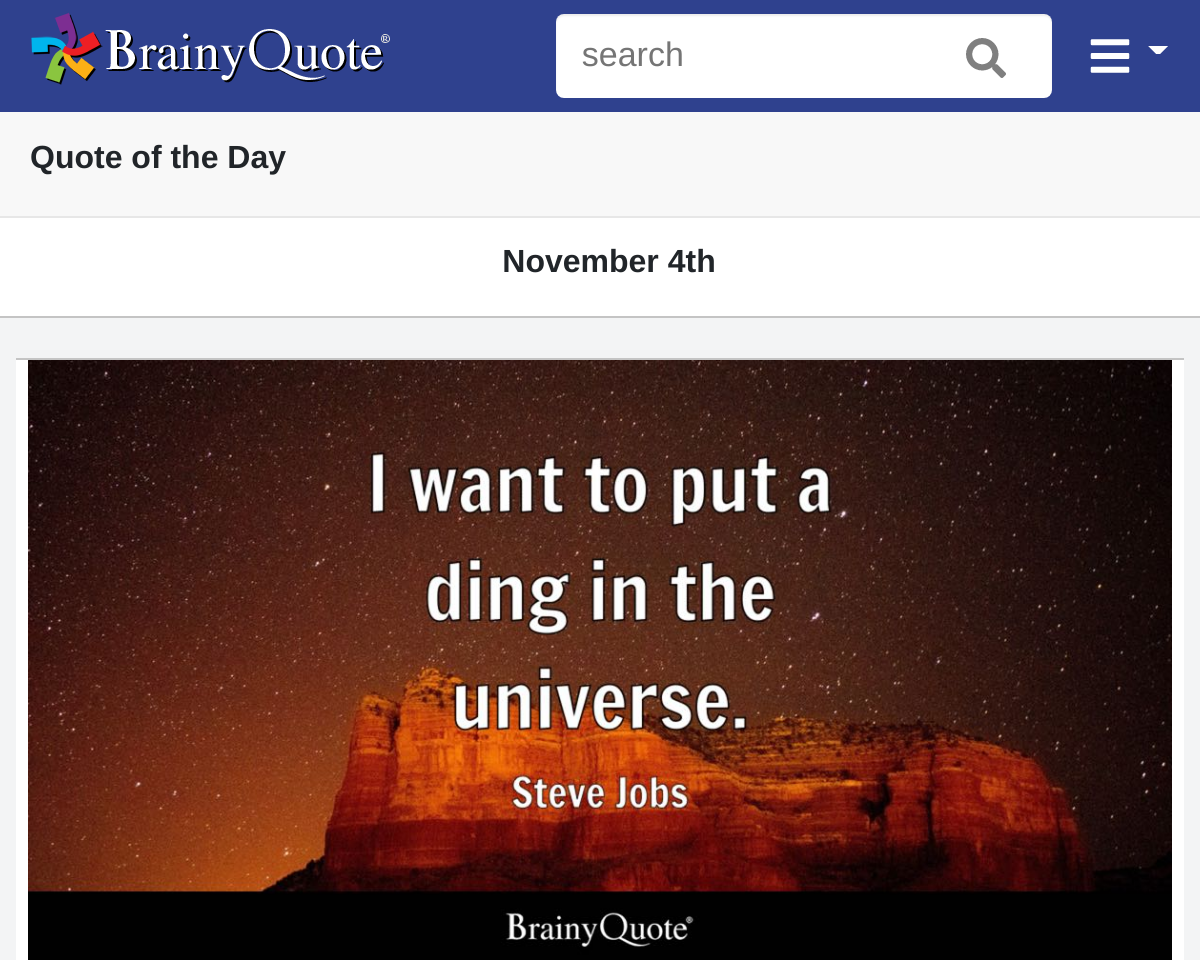 BrainyQuote®
search
Quote of the Day
November 4th
I want to put a
ding in the
universe.
Steve Jobs
BrainyQuote®